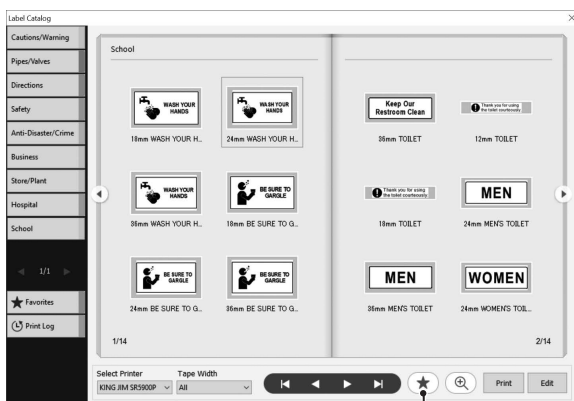 Label Catalog
Cautions/Warning
Pipes/Valves
Directions
Safety
Anti-Disaster/Crime
Business
Store/Plant
Hospital
School
1/1
Favorites
Print Log
School
WASH YOUR
HANDS
18mm WASH YOUR H...
WASH YOUR
HANDS
24mm WASH YOUR H...
WASH YOUR
HANDS
36mm WASH YOUR H...
BE SURE TO
GARGLE
18mm BE SURE TO G...
BE SURE TO
GARGLE
24mm BE SURE TO G...
BE SURE TO
GARGLE
36mm BE SURE TO G...
1/14
Keep Our
Restroom Clean
36mm TOILET
Thank you for using
the toilet courteously.
12mm TOILET
Thank you for using
the toilet courteously.
18mm TOILET
MEN
24mm MEN'S TOILET
MEN
36mm MEN'S TOILET
WOMEN
24mm WOMEN'S TOIL...
2/14
Select Printer
KING JIM SR5900P
Tape Width
All
Print
Edit